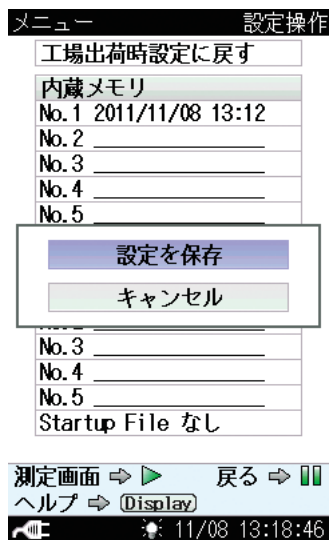 メニュー 設定操作
工場出荷時設定に戻す
内蔵メモリ
No.1 2011/11/08 13:12
No.2
No.3
No.4
No.5
設定を保存
キャンセル
No.3
No.4
No.5
Startup File なし
測定画面 ⇨ ▷ 戻る ⇨
ヘルプ ⇨ Display
11/08 13:18:46